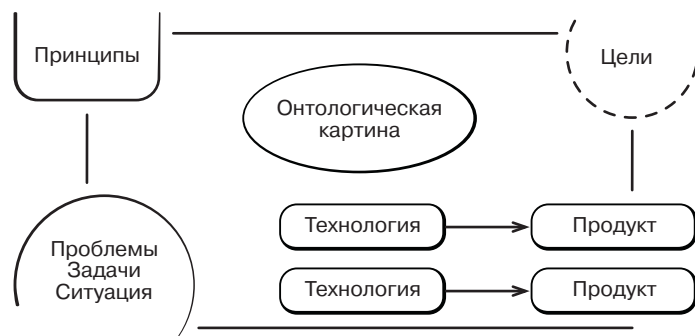 Принципы
Цели
Онтологическая
картина
Проблемы
Задачи
Ситуация
Технология
Продукт
Технология
Продукт